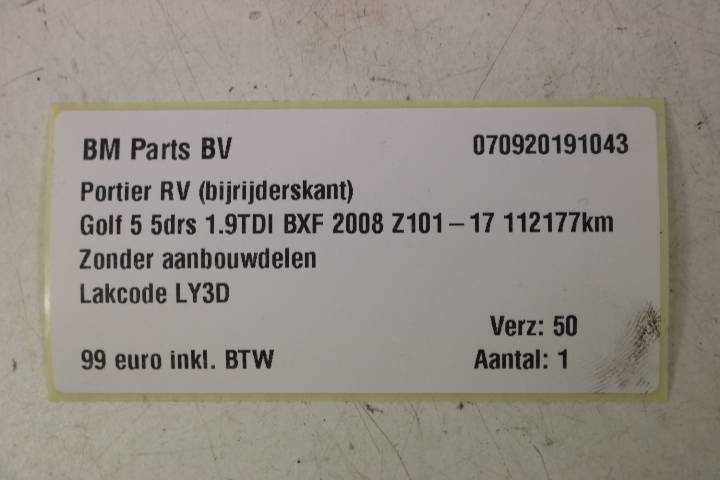 BM Parts BV 070920191043
Portier RV (bijrijderskant)
Golf 5 5drs 1.9TDI BXF 2008 Z101-17 112177km
Zonder aanbouwdelen
Lakcode LY3D
Verz: 50
99 euro inkl. BTW Aantal: 1